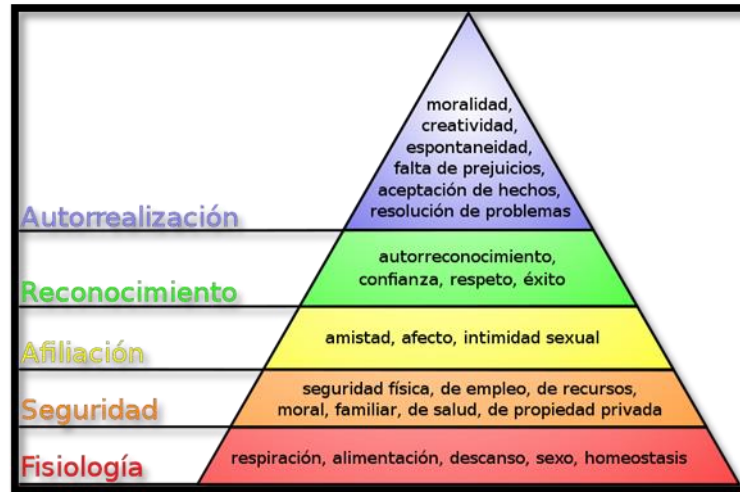 moralidad,
creatividad,
espontaneidad,
falta de prejuicios,
aceptación de hechos,
resolución de problemas
Autorrealización
autorreconocimiento,
confianza, respeto, éxito
Reconocimiento
amistad, afecto, intimidad sexual
Afiliación
seguridad física, de empleo, de recursos,
moral, familiar, de salud, de propiedad privada
Seguridad
respiración, alimentación, descanso, sexo, homeostasis
Fisiología